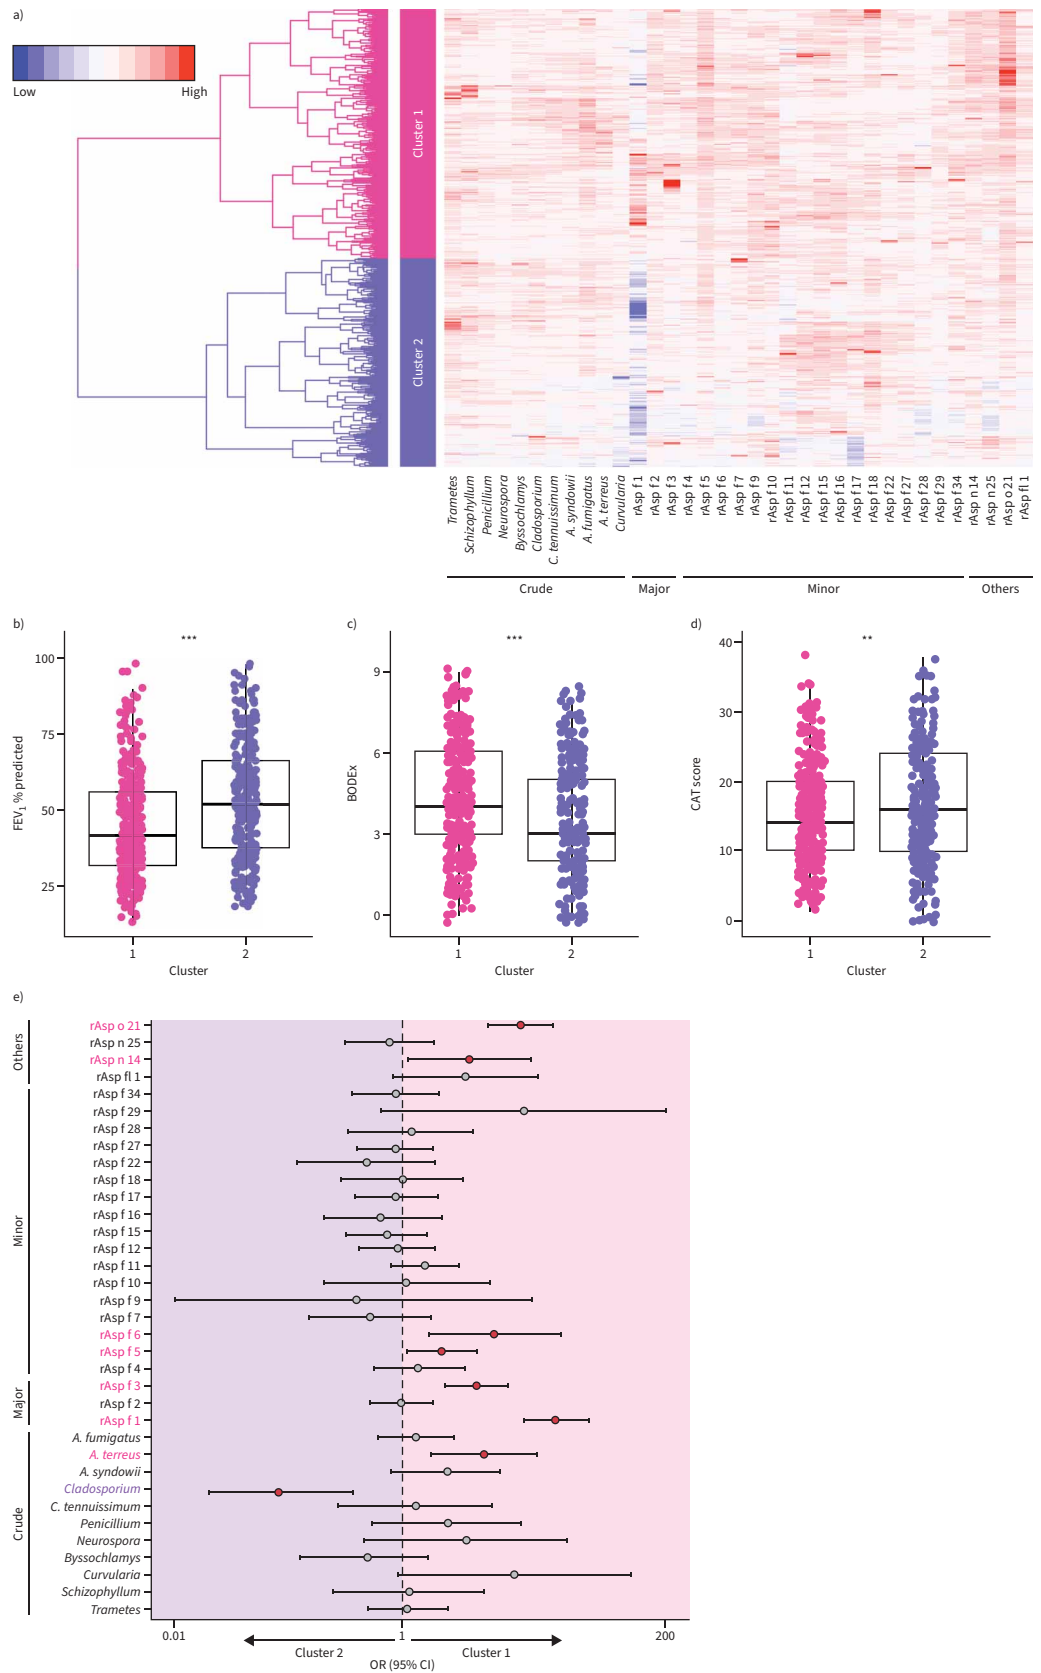 a)
Low High
Cluster 1
Cluster 2
Trametes
Schizophyllum
Penicillium
Neurospora
Byssochlamys
Cladosporium
C. tennuissimum
A. syndowii
A. fumigatus
A. terreus
Curvularia
rAsp f 1
rAsp f 2
rAsp f 3
rAsp f 4
rAsp f 5
rAsp f 6
rAsp f 7
rAsp f 9
rAsp f 10
rAsp f 11
rAsp f 12
rAsp f 15
rAsp f 16
rAsp f 17
rAsp f 18
rAsp f 22
rAsp f 27
rAsp f 28
rAsp f 29
rAsp f 34
rAsp n 14
rAsp n 25
rAsp o 21
rAsp fl 1
Crude Major Minor Others
b)
***
FEV1 % predicted
100
75
50
25
1 2
Cluster
c)
***
BODEx
9
6
3
0
1 2
Cluster
d)
**
CAT score
40
30
20
10
0
1 2
Cluster
e)
Others
rAsp o 21
rAsp n 25
rAsp n 14
rAsp fl 1
Minor
rAsp f 34
rAsp f 29
rAsp f 28
rAsp f 27
rAsp f 22
rAsp f 18
rAsp f 17
rAsp f 16
rAsp f 15
rAsp f 12
rAsp f 11
rAsp f 10
rAsp f 9
rAsp f 7
rAsp f 6
rAsp f 5
rAsp f 4
Major
rAsp f 3
rAsp f 2
rAsp f 1
Crude
A. fumigatus
A. terreus
A. syndowii
Cladosporium
C. tennuissimum
Penicillium
Neurospora
Byssochlamys
Curvularia
Schizophyllum
Trametes
0.01 1 200
Cluster 2 Cluster 1
OR (95% CI)